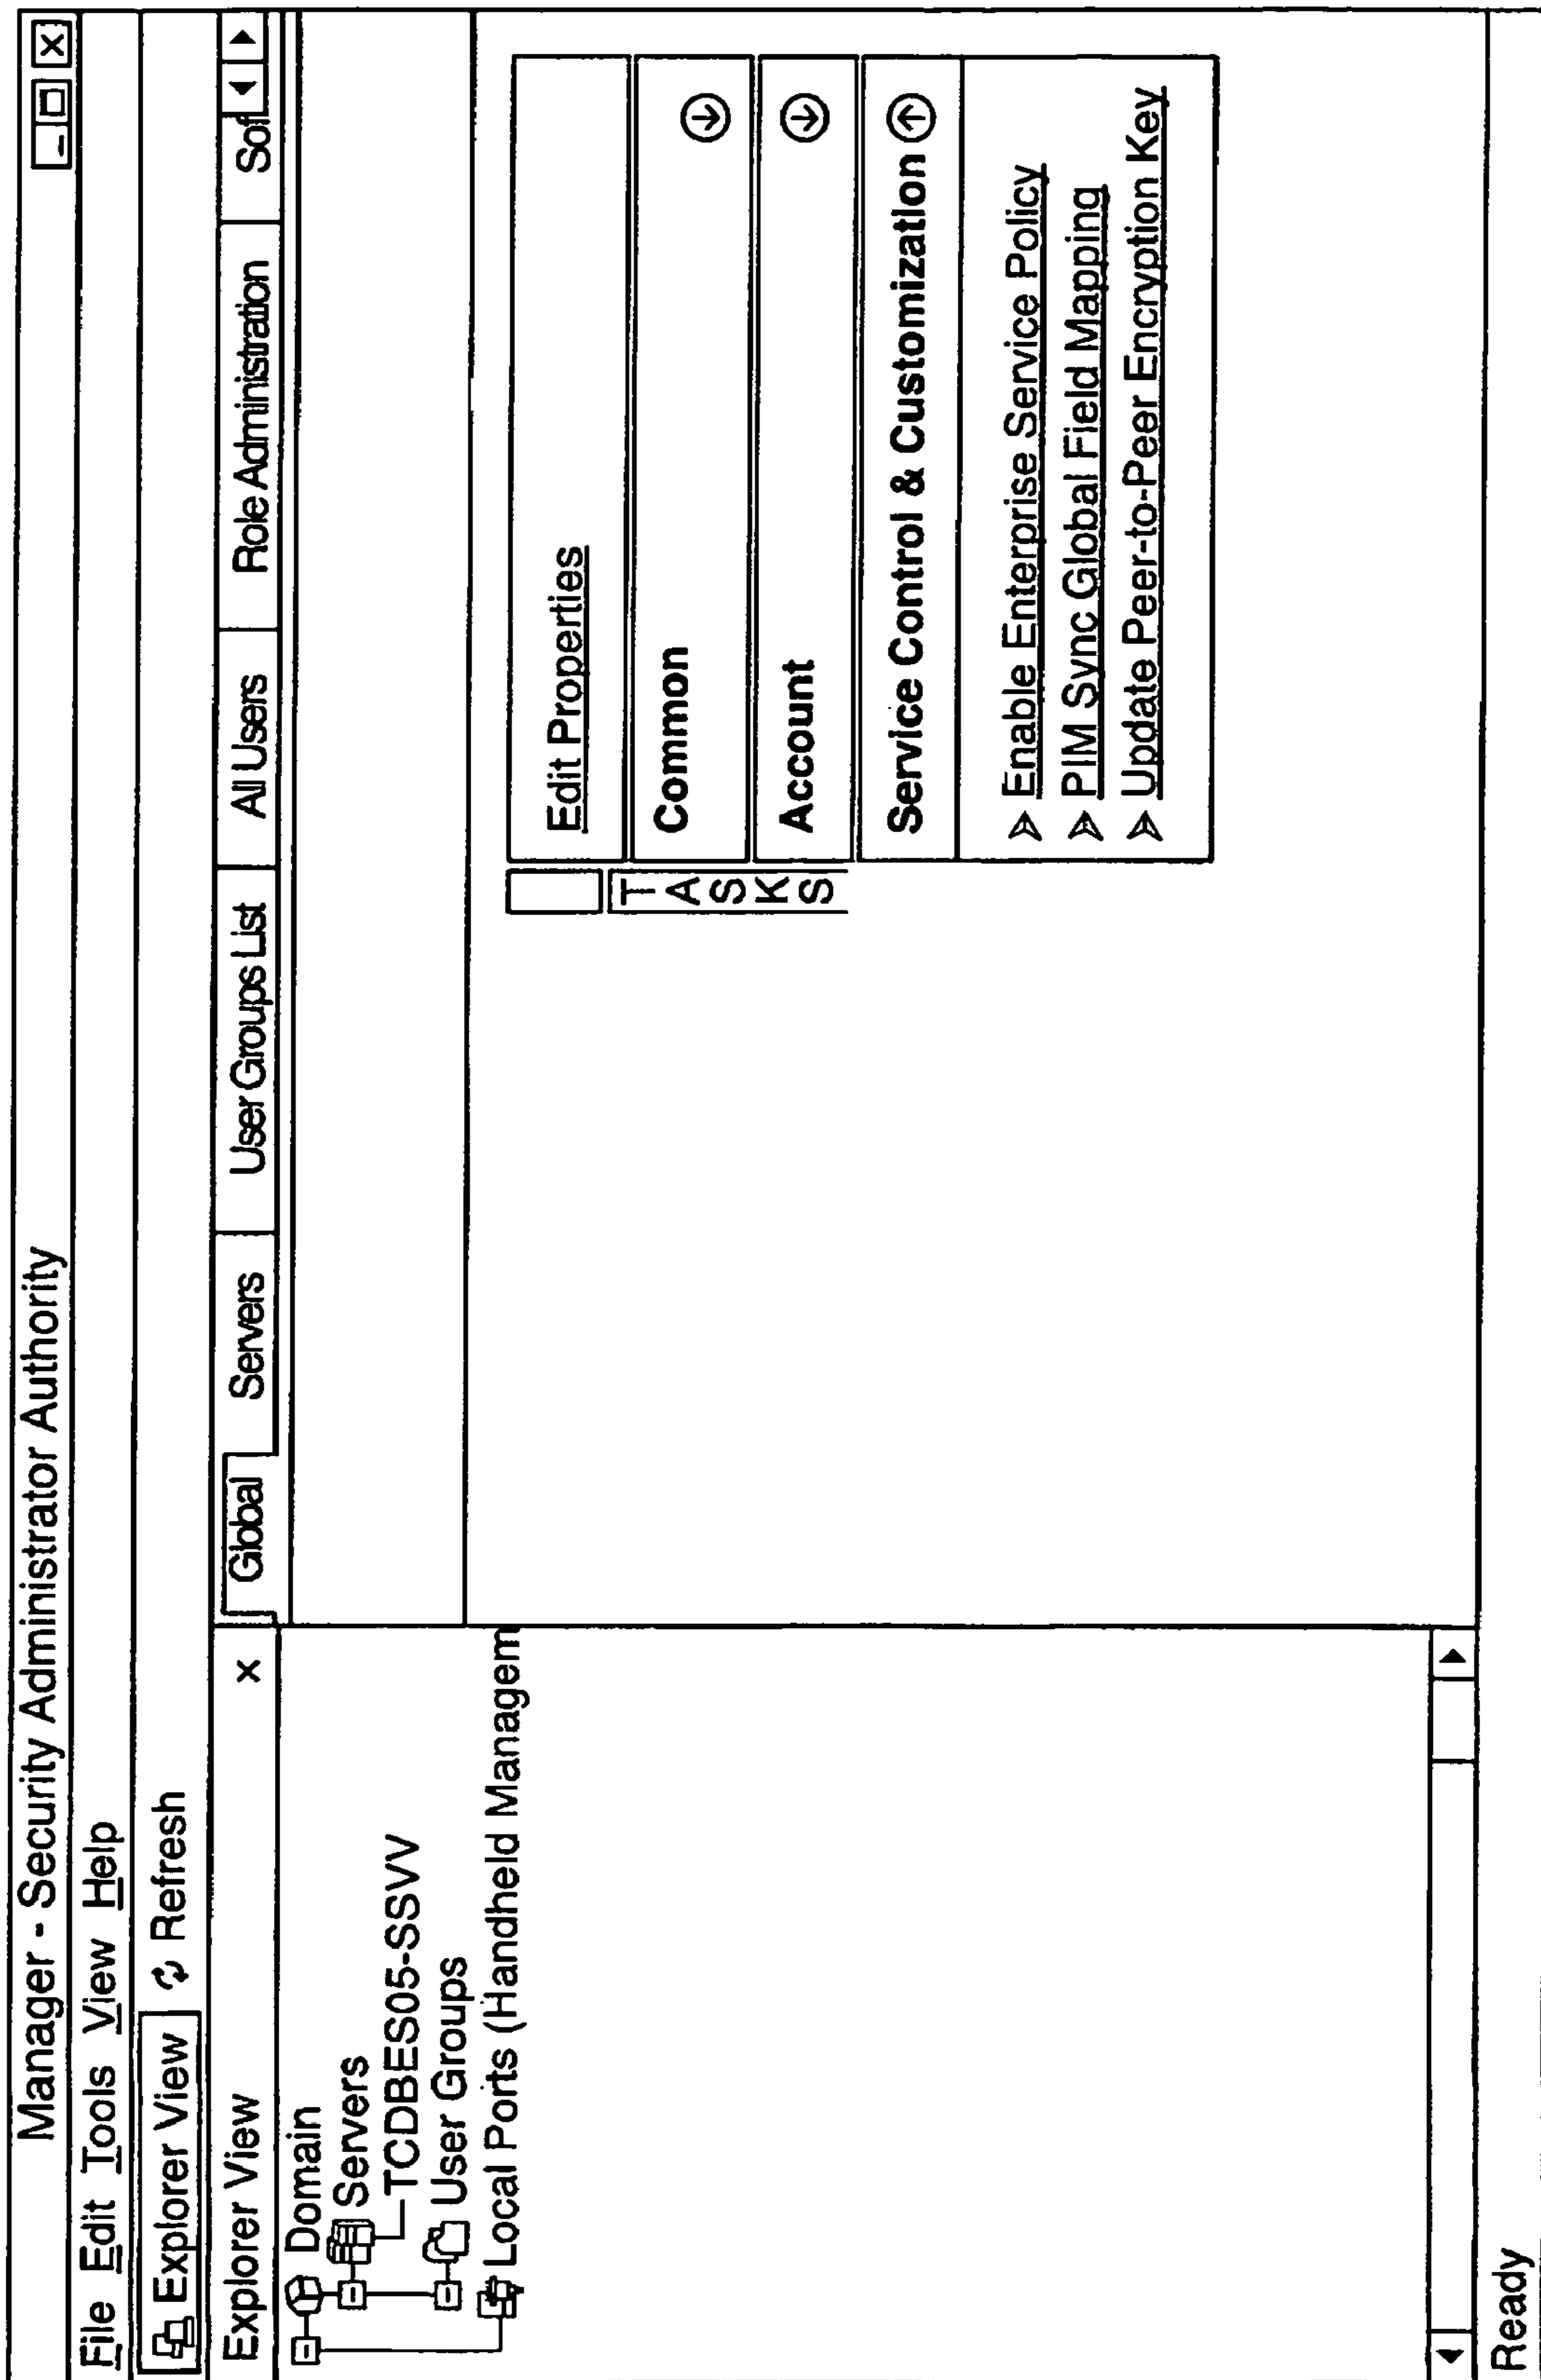 Manager - Security Administrator Authority
File Edit Tools View Help
Explorer View Refresh
Explorer View x
Global Servers User Groups List All Users Role Administration Soft
Domain
Servers
TCDBES05-SSVV
User Groups
Local Ports (Handheld Managem
TASKS
Edit Properties
Common
Account
Service Control & Customization
Enable Enterprise Service Policy
PIM Sync Global Field Mapping
Update Peer-to-Peer Encryption Key
Ready